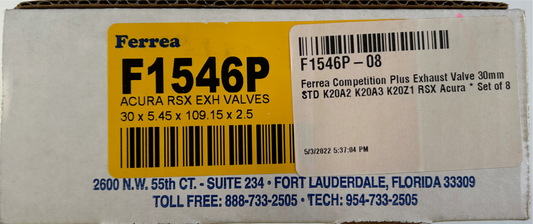 Ferrea
F1546P
ACURA RSX EXH VALVES
30 x 5.45 x 109.15 x 2.5
F1546P-08
Ferrea Competition Plus Exhaust Valve 30mm
STD K20A2 K20A3 K20Z1 RSX Acura * Set of 8
5/3/2022 5:37:04 PM
2600 N.W. 55th CT. - SUITE 234 • FORT LAUDERDALE, FLORIDA 33309
TOLL FREE: 888-733-2505 • TECH: 954-733-2505